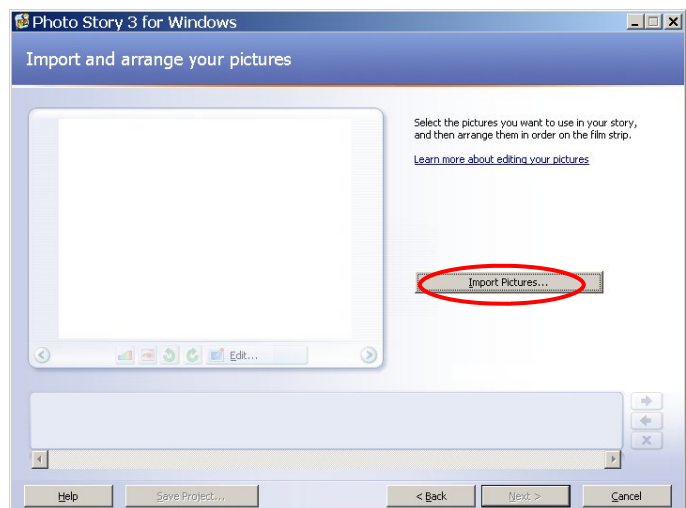 Photo Story 3 for Windows
Import and arrange your pictures
Select the pictures you want to use in your story,
and then arrange them in order on the film strip.
Learn more about editing your pictures
Import Pictures...
Edit...
Help
Save Project...
< Back
Next >
Cancel